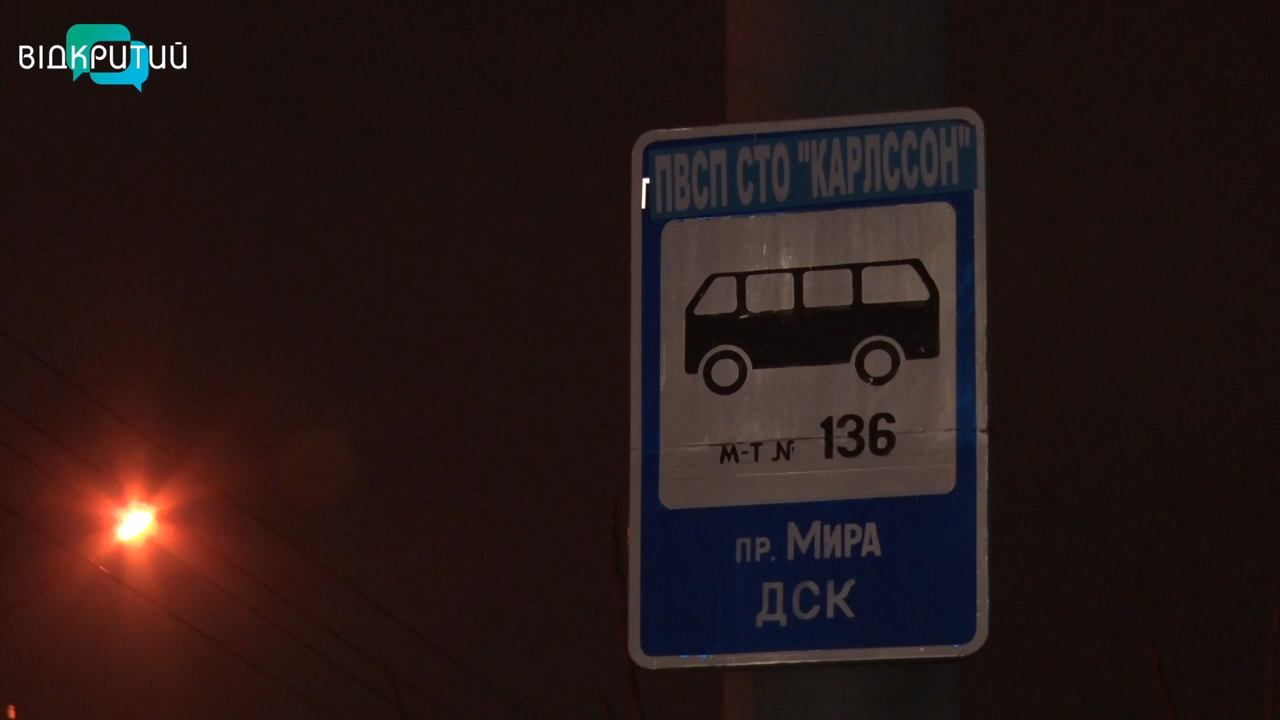 ВІДКРИТИЙ
ПВСП СТО "КАРЛССОН"
М-Т № 136
ПР. МИРА
ДСК